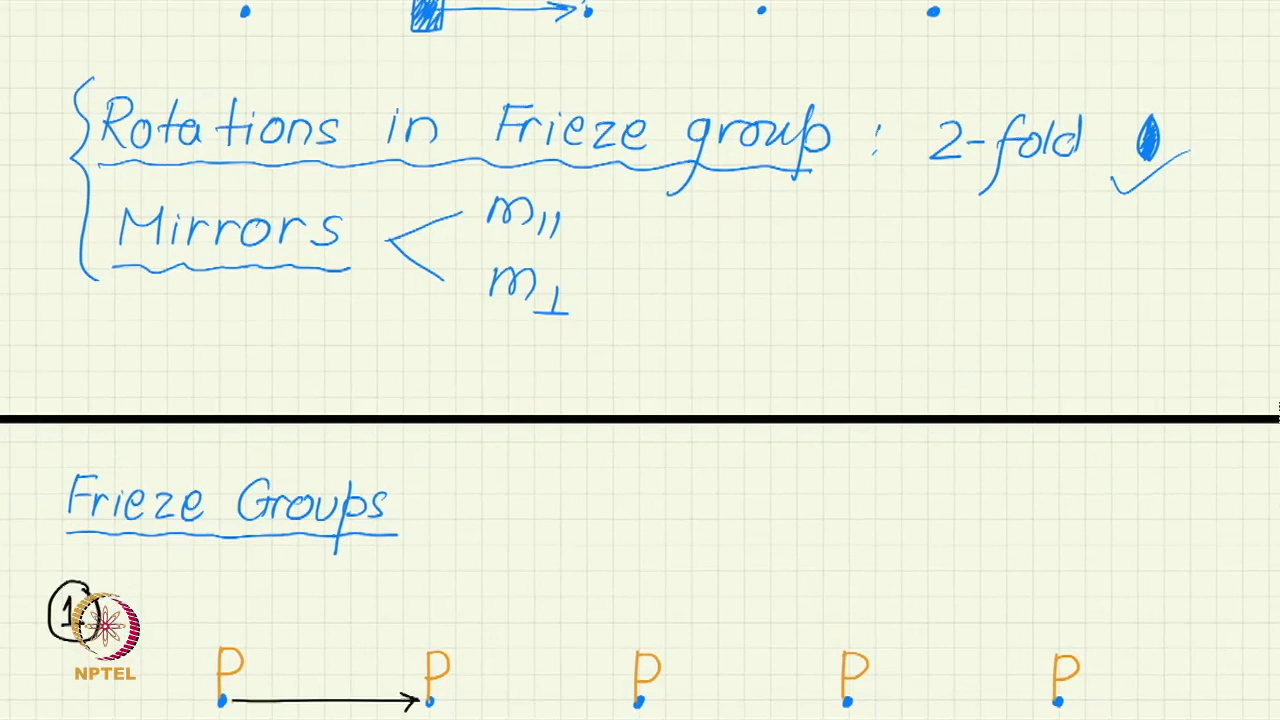 Rotations in Frieze group : 2-fold
Mirrors < m||
m⊥
Frieze Groups
1.
NPTEL
P P P P P